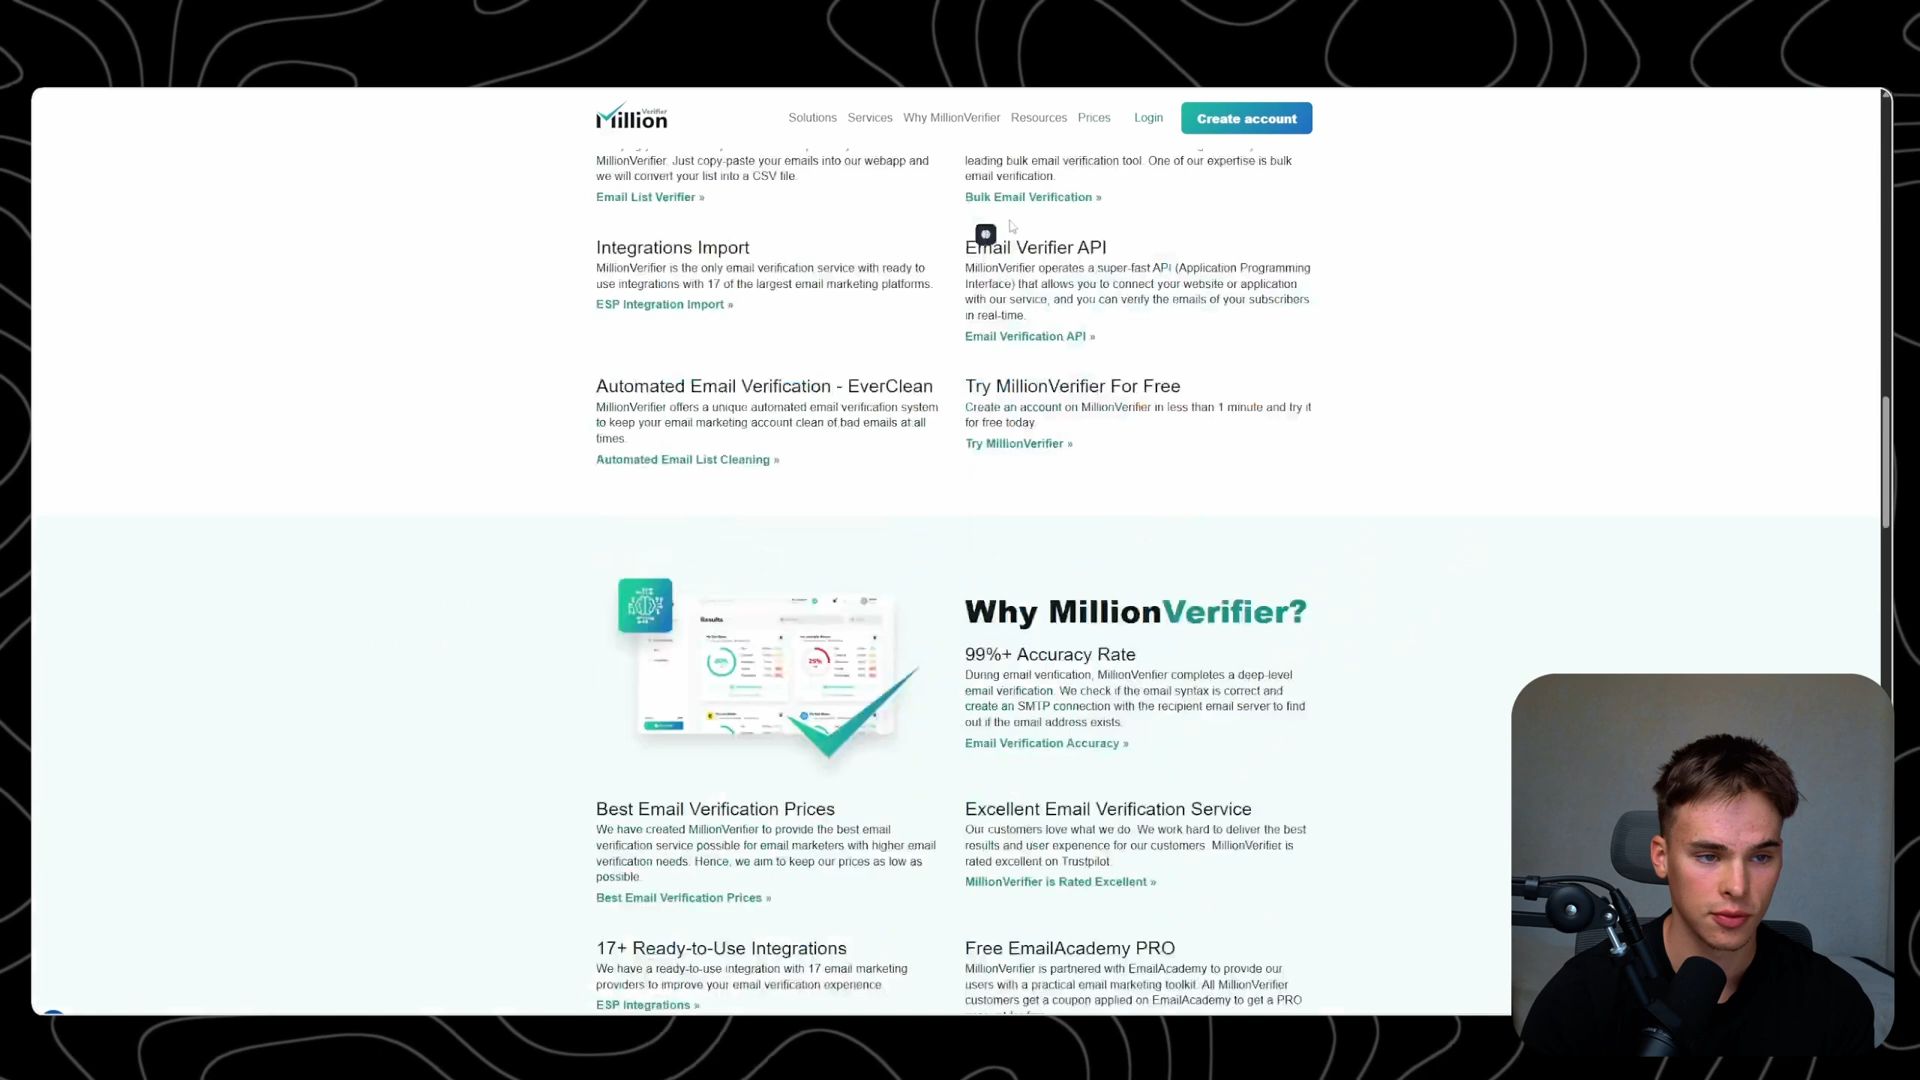 Million Verifier
Solutions Services Why MillionVerifier Resources Prices Login Create account
MillionVerifier. Just copy-paste your emails into our webapp and
we will convert your list into a CSV file.
Email List Verifier »
leading bulk email verification tool. One of our expertise is bulk
email verification.
Bulk Email Verification »
Integrations Import
MillionVerifier is the only email verification service with ready to
use integrations with 17 of the largest email marketing platforms.
ESP Integration Import »
Email Verifier API
MillionVerifier operates a super-fast API (Application Programming
Interface) that allows you to connect your website or application
with our service, and you can verify the emails of your subscribers
in real-time.
Email Verification API »
Automated Email Verification - EverClean
MillionVerifier offers a unique automated email verification system
to keep your email marketing account clean of bad emails at all
times.
Automated Email List Cleaning »
Try MillionVerifier For Free
Create an account on MillionVerifier in less than 1 minute and try it
for free today.
Try MillionVerifier »
Results
Why MillionVerifier?
99%+ Accuracy Rate
During email verification, MillionVerifier completes a deep-level
email verification. We check if the email syntax is correct and
create an SMTP connection with the recipient email server to find
out if the email address exists.
Email Verification Accuracy »
Best Email Verification Prices
We have created MillionVerifier to provide the best email
verification service possible for email marketers with higher email
verification needs. Hence, we aim to keep our prices as low as
possible.
Best Email Verification Prices »
Excellent Email Verification Service
Our customers love what we do. We work hard to deliver the best
results and user experience for our customers. MillionVerifier is
rated excellent on Trustpilot.
MillionVerifier is Rated Excellent »
17+ Ready-to-Use Integrations
We have a ready-to-use integration with 17 email marketing
providers to improve your email verification experience.
ESP Integrations »
Free EmailAcademy PRO
MillionVerifier is partnered with EmailAcademy to provide our
users with a practical email marketing toolkit. All MillionVerifier
customers get a coupon applied on EmailAcademy to get a PRO